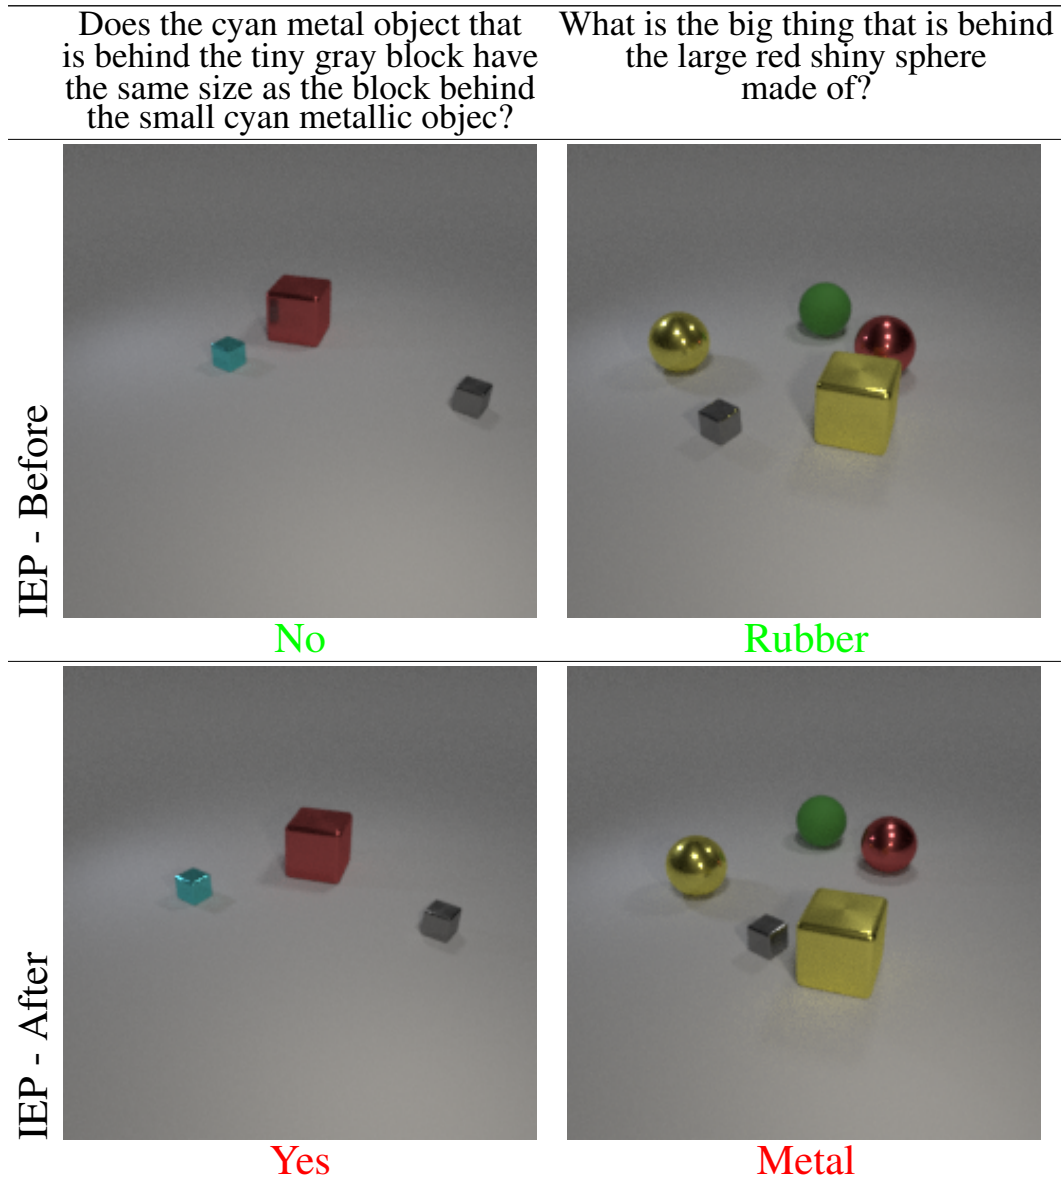 Does the cyan metal object that
is behind the tiny gray block have
the same size as the block behind
the small cyan metallic objec?
What is the big thing that is behind
the large red shiny sphere
made of?
IEP - Before
No
Rubber
IEP - After
Yes
Metal